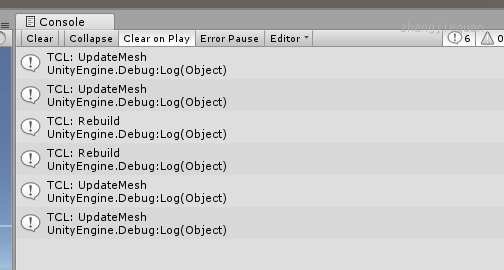 Console
zhangjiequan
Clear Collapse Clear on Play Error Pause Editor 6 0
TCL: UpdateMesh
UnityEngine.Debug:Log(Object)
TCL: UpdateMesh
UnityEngine.Debug:Log(Object)
TCL: Rebuild
UnityEngine.Debug:Log(Object)
TCL: Rebuild
UnityEngine.Debug:Log(Object)
TCL: UpdateMesh
UnityEngine.Debug:Log(Object)
TCL: UpdateMesh
UnityEngine.Debug:Log(Object)